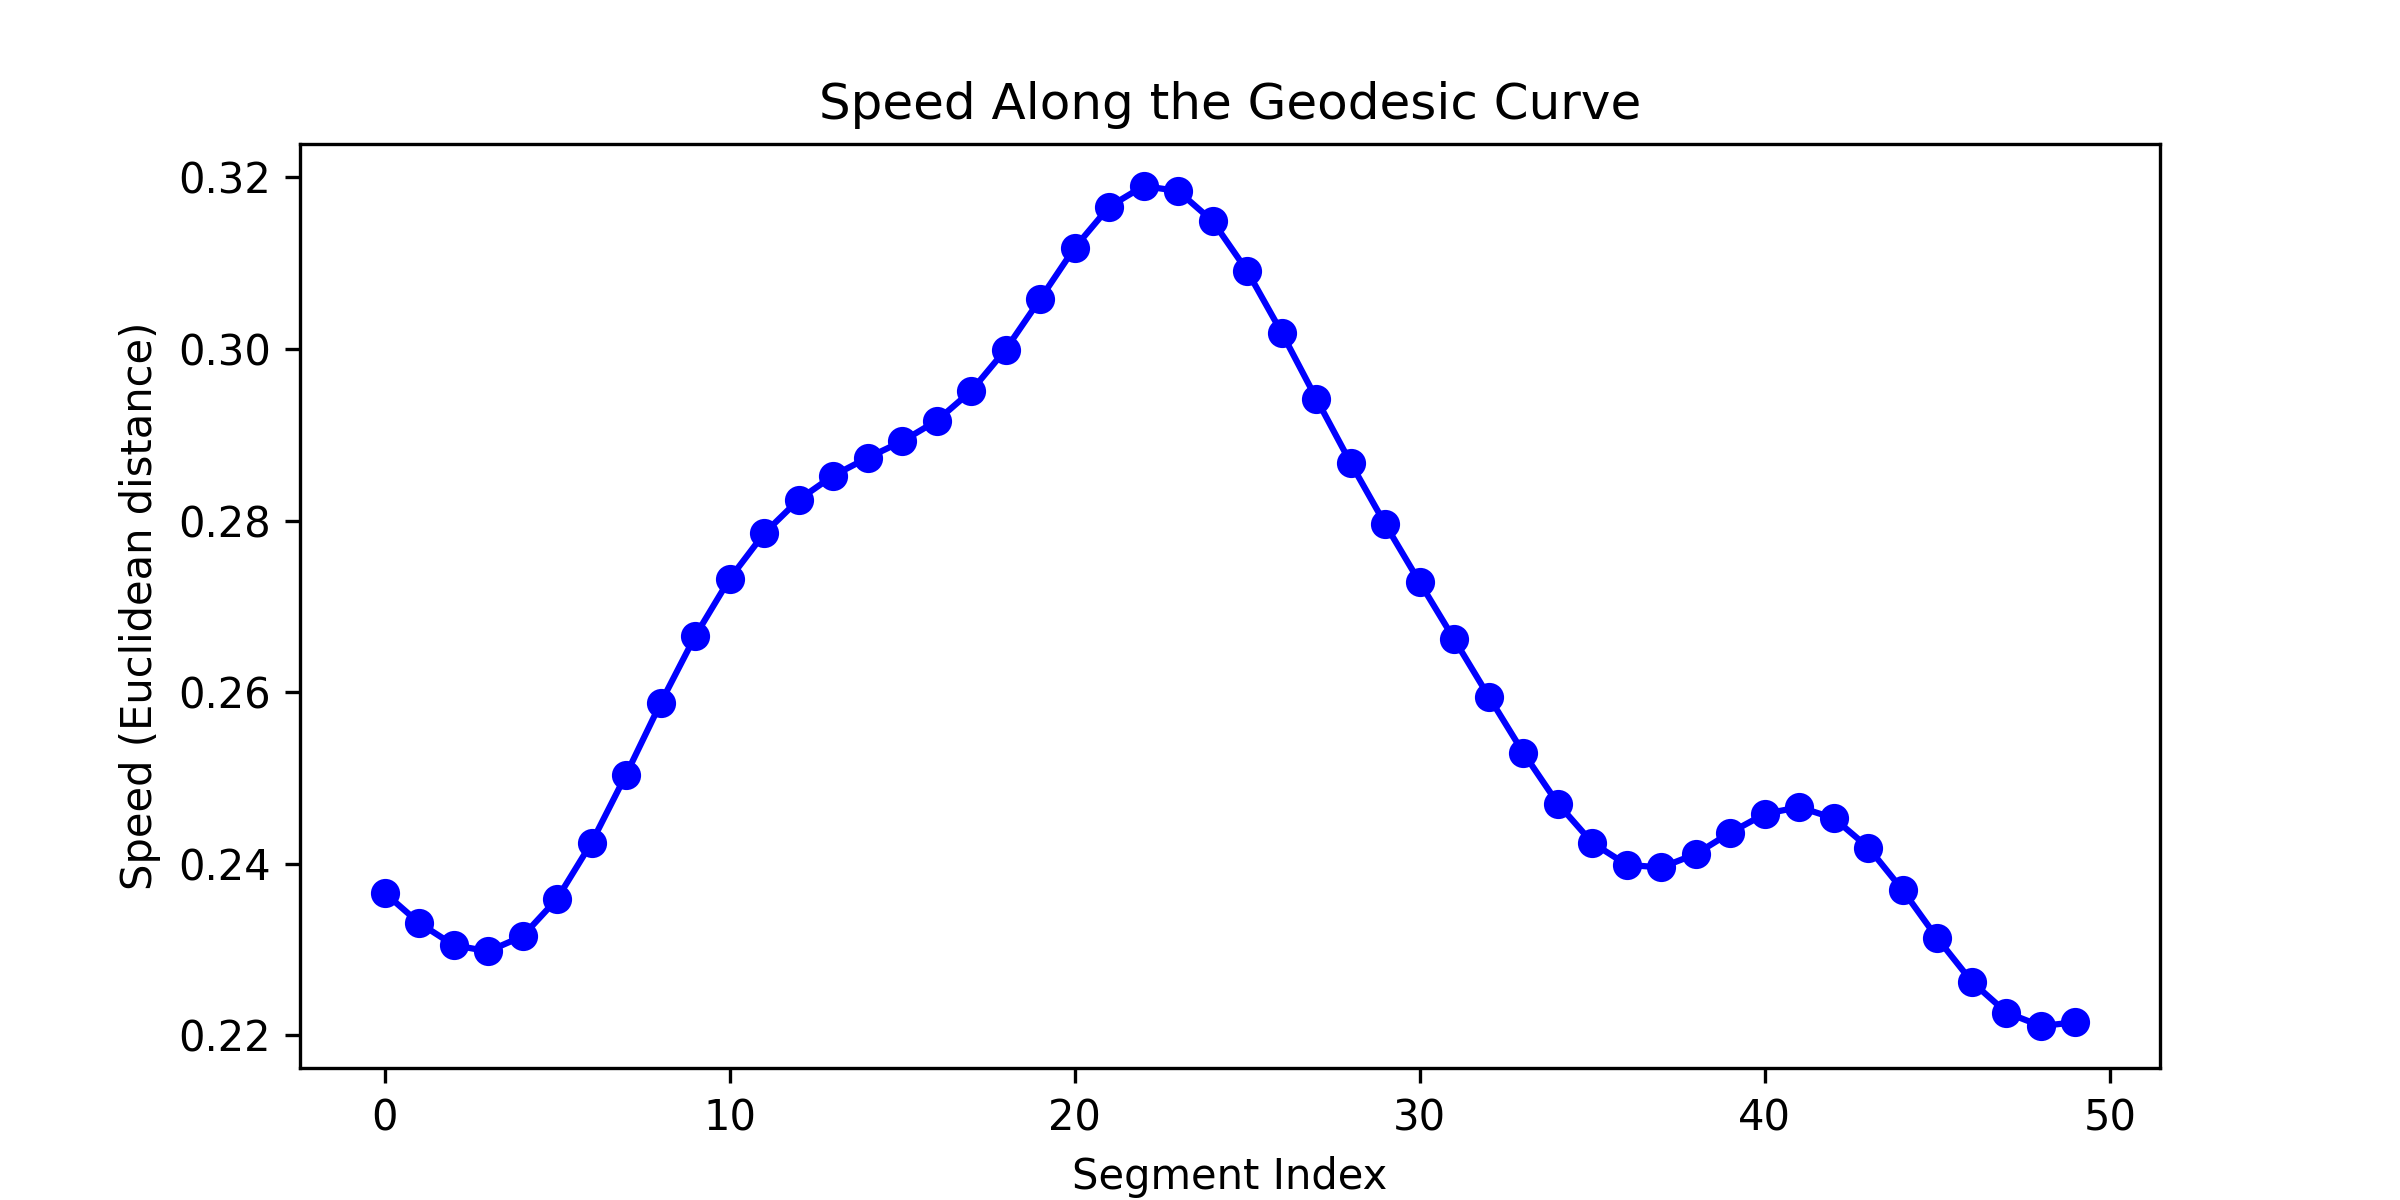 Speed Along the Geodesic Curve
Speed (Euclidean distance)
0.32
0.30
0.28
0.26
0.24
0.22
0 10 20 30 40 50
Segment Index